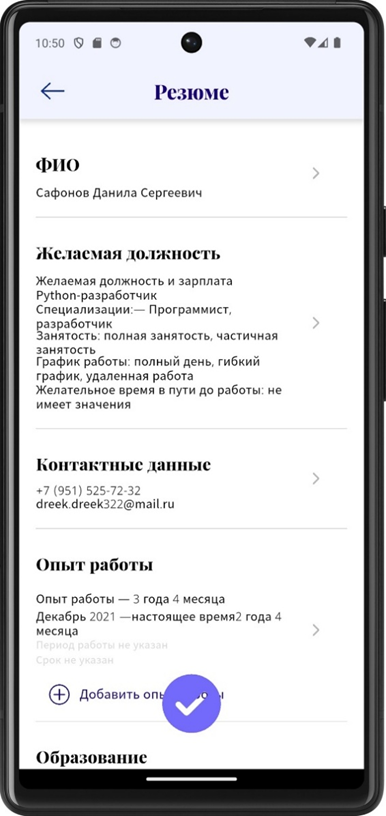 10:50
Резюме
ФИО
Сафонов Данила Сергеевич
Желаемая должность
Желаемая должность и зарплата
Python-разработчик
Специализации:— Программист,
разработчик
Занятость: полная занятость, частичная
занятость
График работы: полный день, гибкий
график, удаленная работа
Желательное время в пути до работы: не
имеет значения
Контактные данные
+7 (951) 525-72-32
dreek.dreek322@mail.ru
Опыт работы
Опыт работы — 3 года 4 месяца
Декабрь 2021 —настоящее время2 года 4
месяца
Период работы не указан
Срок не указан
Добавить
Образование